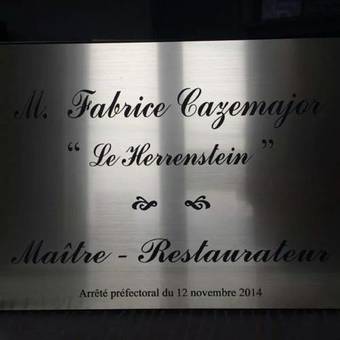 M. Fabrice Cazemajor
“ Le Herrenstein ”
Maître - Restaurateur
Arrêté préfectoral du 12 novembre 2014